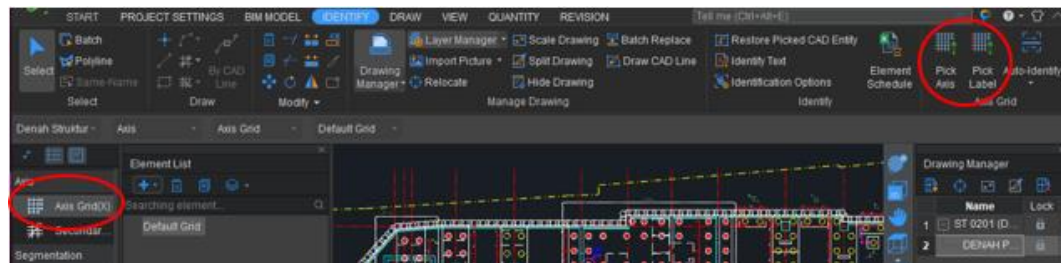 START PROJECT SETTINGS BIM MODEL IDENTIFY DRAW VIEW QUANTITY REVISION Tell me (Ctrl+Alt+E)
Batch Layer Manager Scale Drawing Batch Replace Restore Picked CAD Entity
Select Polyline By CAD Line Drawing Manager Import Picture Split Drawing Draw CAD Line Identify Text Element Schedule Pick Axis Pick Label Auto-Identify
Same-Name Relocate Hide Drawing Identification Options
Select Draw Modify Manage Drawing Identify Axis Grid
Denah Struktur Axis Axis Grid Default Grid
Element List Drawing Manager
Axis
Axis Grid(X) Searching element... Name Lock
Default Grid 1 ST 0201 (D...
Segmentation 2 DENAH P...